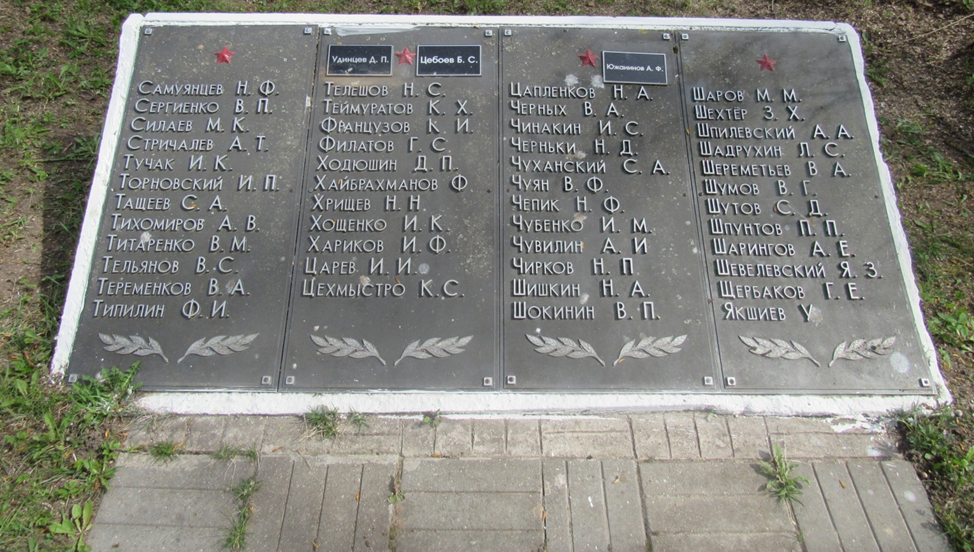 Самуянцев Н. Ф.
Сергиенко В. П.
Силаев М. К.
Стричалев А. Т.
Тучак И. К.
Торновский И. П.
Тащеев С. А.
Тихомиров А. В.
Титаренко В. М.
Тельянов В. С.
Теременков В. А.
Типилин Ф. И.
Удинцев Д. П.
Цебоев Б. С.
Телешов Н. С.
Теймуратов К. Х.
Французов К. И.
Филатов Г. С.
Ходюшин Д. П.
Хайбрахманов Ф.
Хрищев Н. Н.
Хощенко И. К.
Хариков И. Ф.
Царев И. И.
Цехмыстро К. С.
Южанинов А. Ф.
Цапленков Н. А.
Черных В. А.
Чинакин И. С.
Черньки Н. Д.
Чуханский С. А.
Чуян В. Ф.
Чепик Н. Ф.
Чубенко И. М.
Чувилин А. И
Чирков Н. П
Шишкин Н. А.
Шокинин В. П.
Шаров М. М.
Шехтер З. Х.
Шпилевский А. А.
Шадрухин Л. С.
Шереметьев В. А.
Шумов В. Г.
Шутов С. Д.
Шпунтов П. П.
Шарингов А. Е.
Шевелевский Я. З.
Щербаков Г. Е.
Якшиев У